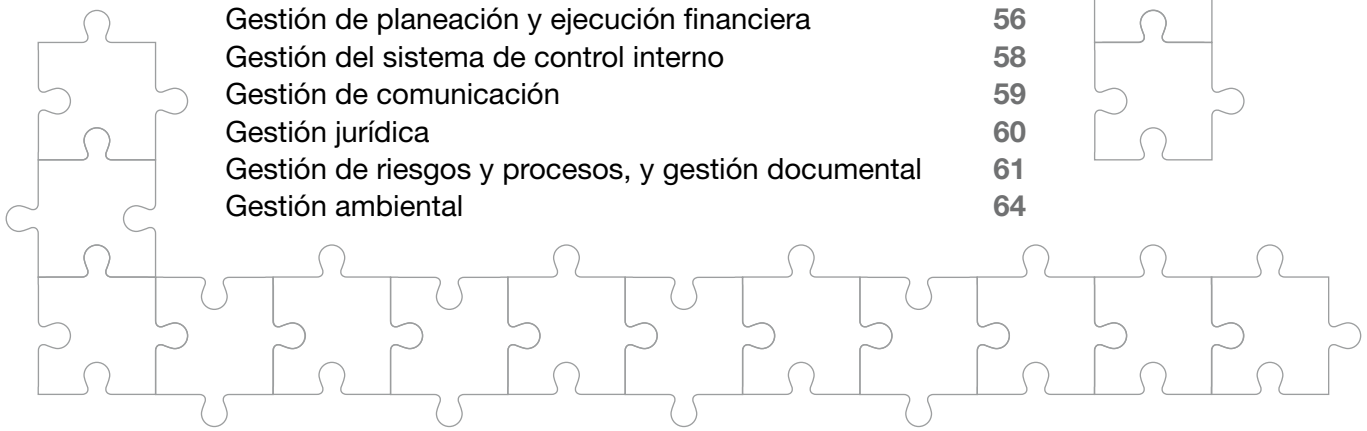 Gestión de planeación y ejecución financiera 56
Gestión del sistema de control interno 58
Gestión de comunicación 59
Gestión jurídica 60
Gestión de riesgos y procesos, y gestión documental 61
Gestión ambiental 64